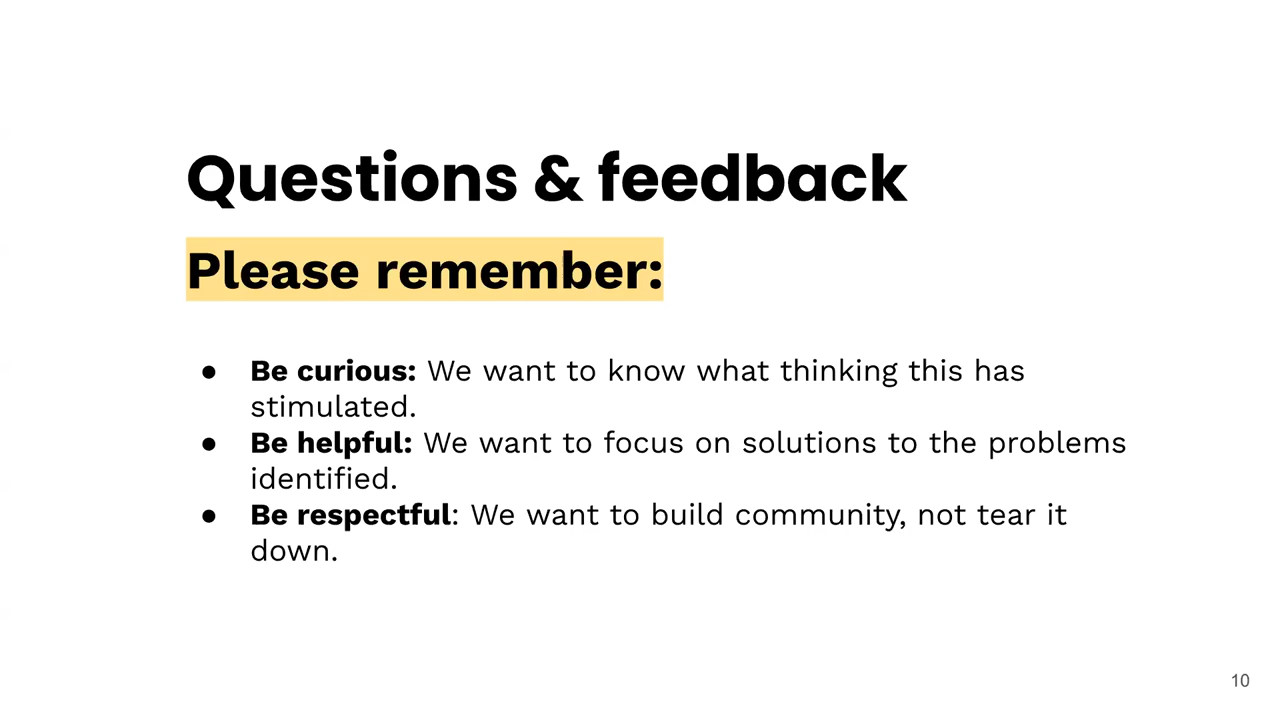 Questions & feedback
Please remember:
● Be curious: We want to know what thinking this has
stimulated.
● Be helpful: We want to focus on solutions to the problems
identified.
● Be respectful: We want to build community, not tear it
down.
10